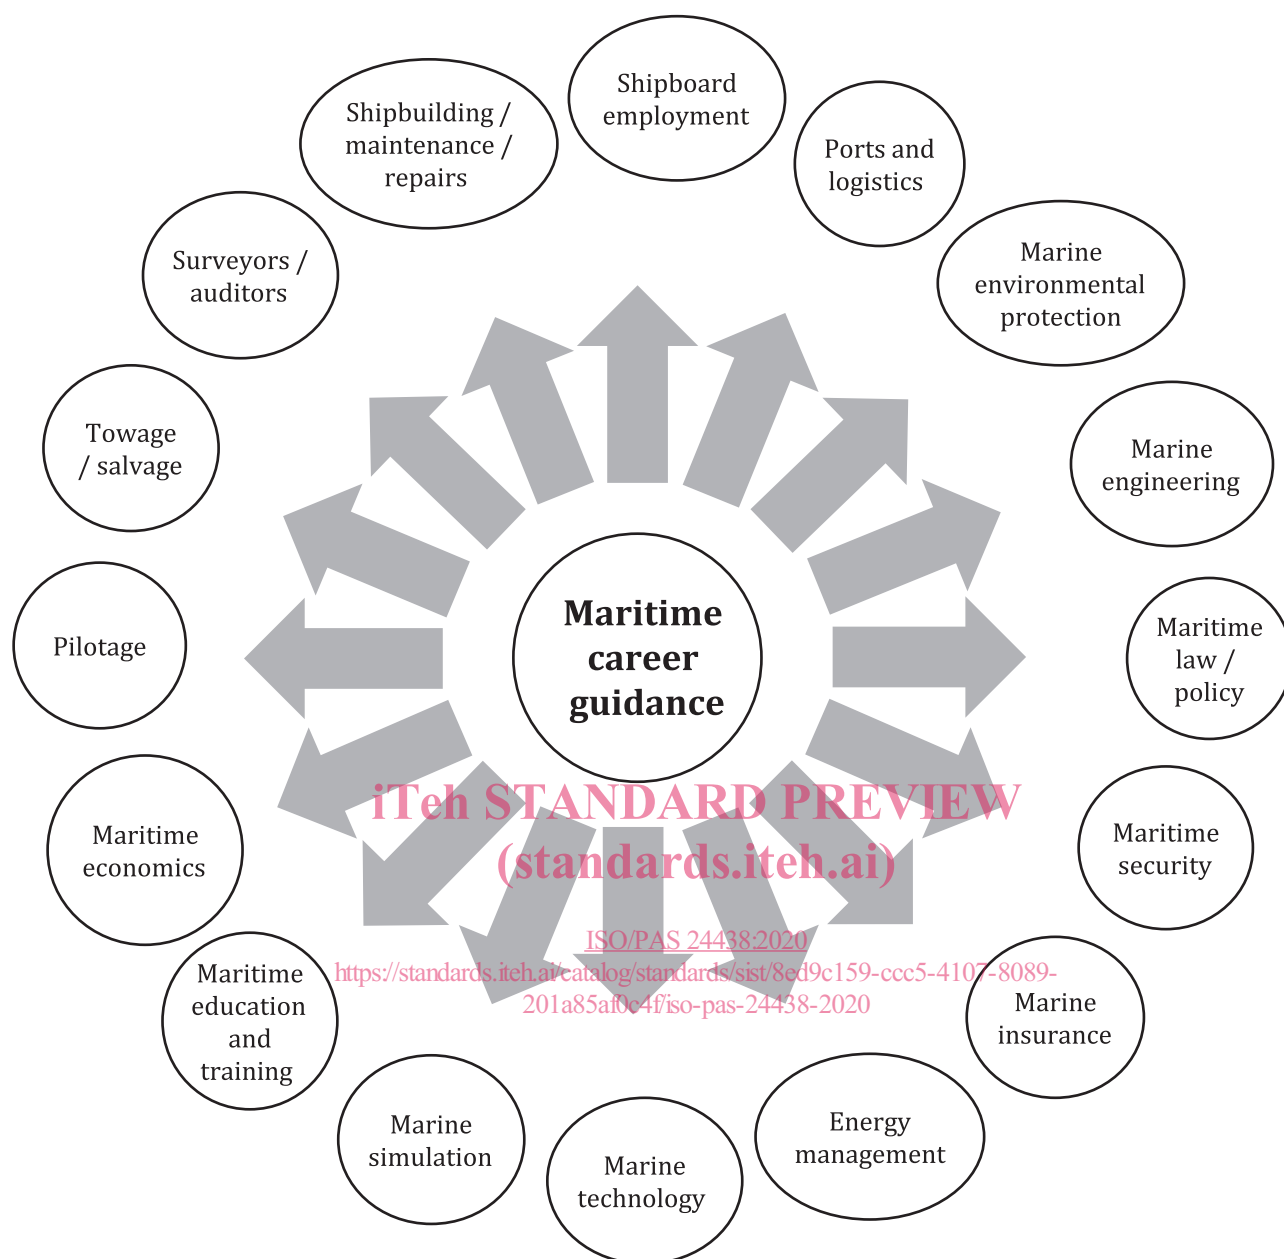 Shipboard
employment
Shipbuilding /
maintenance /
repairs
Ports and
logistics
Surveyors /
auditors
Marine
environmental
protection
Towage
/ salvage
Marine
engineering
Pilotage
Maritime
career
guidance
Maritime
law /
policy
Maritime
economics
Maritime
security
iTeh STANDARD PREVIEW
(standards.iteh.ai)
ISO/PAS 24438:2020
https://standards.iteh.ai/catalog/standards/sist/8ed9c159-ccc5-4107-8089-
201a85af0c4f/iso-pas-24438-2020
Maritime
education
and
training
Marine
insurance
Marine
simulation
Marine
technology
Energy
management